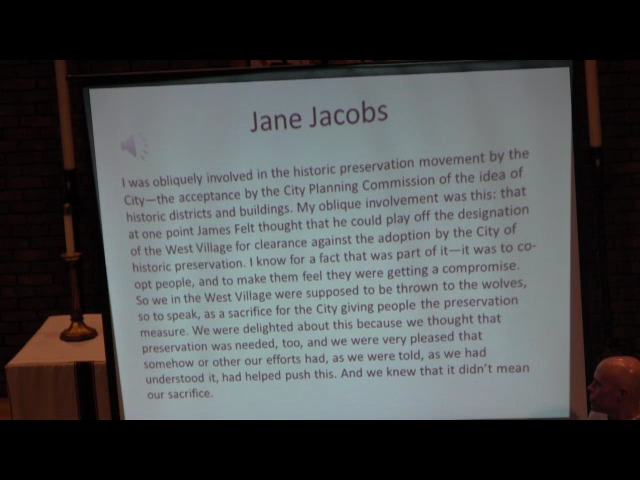 Jane Jacobs
I was obliquely involved in the historic preservation movement by the
City—the acceptance by the City Planning Commission of the idea of
historic districts and buildings. My oblique involvement was this: that
at one point James Felt thought that he could play off the designation
of the West Village for clearance against the adoption by the City of
historic preservation. I know for a fact that was part of it—it was to co-
opt people, and to make them feel they were getting a compromise.
So we in the West Village were supposed to be thrown to the wolves,
so to speak, as a sacrifice for the City giving people the preservation
measure. We were delighted about this because we thought that
preservation was needed, too, and we were very pleased that
somehow or other our efforts had, as we were told, as we had
understood it, had helped push this. And we knew that it didn't mean
our sacrifice.